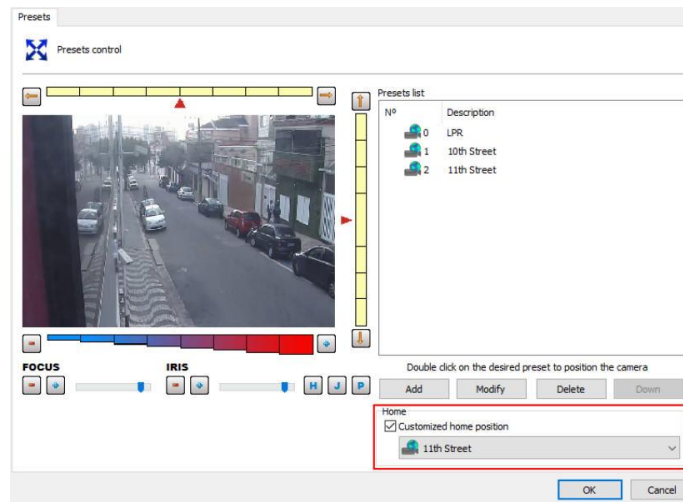 Presets
Presets control
Presets list
Nº Description
0 LPR
1 10th Street
2 11th Street
Double click on the desired preset to position the camera
FOCUS IRIS
H J P
Add Modify Delete Down
Home
Customized home position
11th Street
OK Cancel